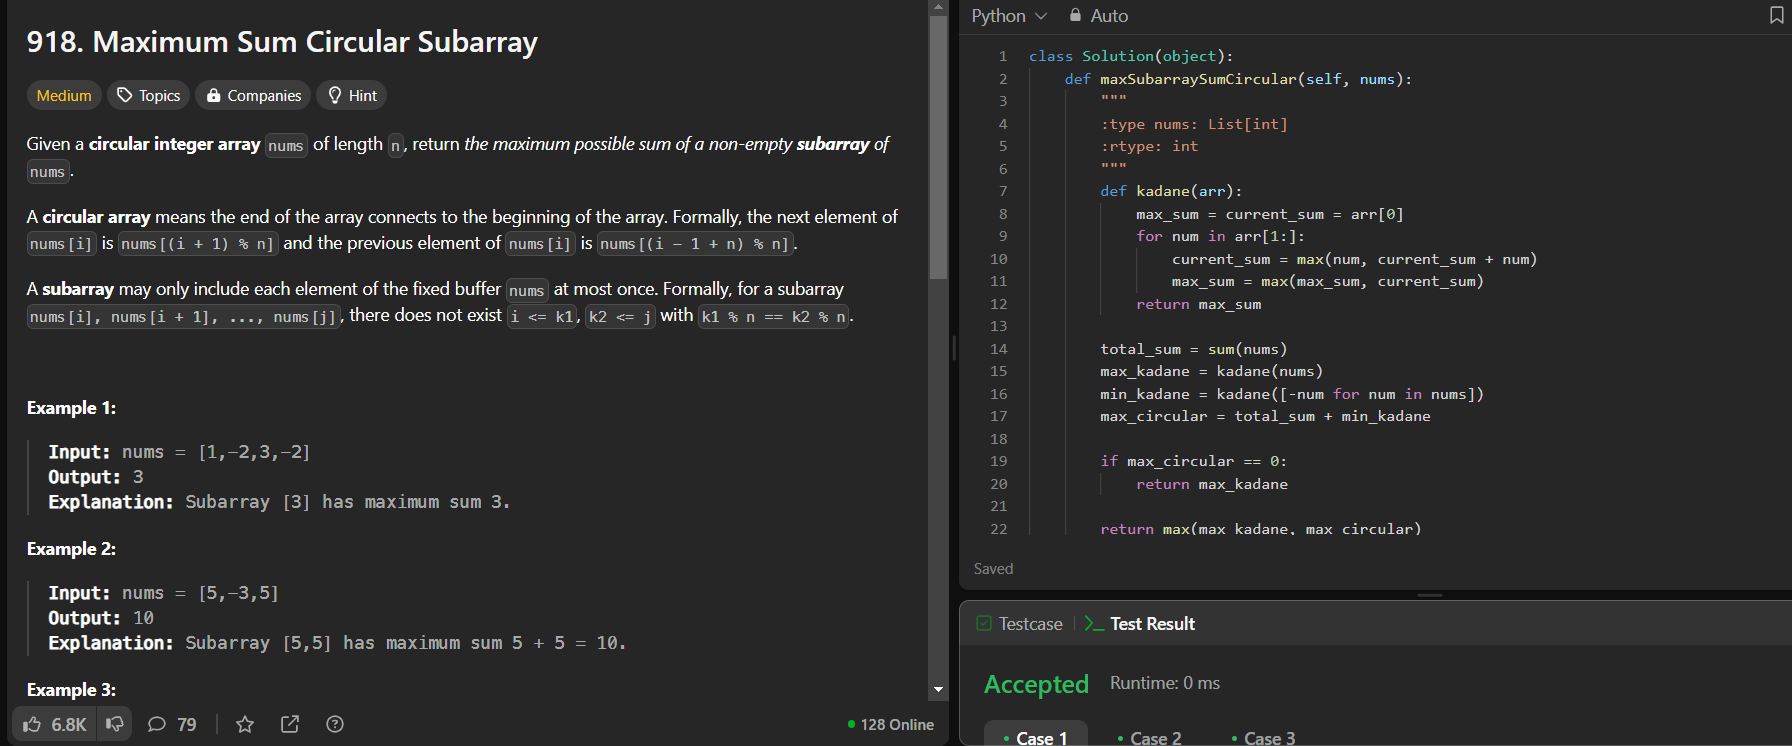 918. Maximum Sum Circular Subarray
Medium Topics Companies Hint
Given a circular integer array nums of length n, return the maximum possible sum of a non-empty subarray of
nums.
A circular array means the end of the array connects to the beginning of the array. Formally, the next element of
nums[i] is nums[(i + 1) % n] and the previous element of nums[i] is nums[(i - 1 + n) % n].
A subarray may only include each element of the fixed buffer nums at most once. Formally, for a subarray
nums[i], nums[i + 1], ..., nums[j], there does not exist i <= k1, k2 <= j with k1 % n == k2 % n.
Example 1:
Input: nums = [1,-2,3,-2]
Output: 3
Explanation: Subarray [3] has maximum sum 3.
Example 2:
Input: nums = [5,-3,5]
Output: 10
Explanation: Subarray [5,5] has maximum sum 5 + 5 = 10.
Example 3:
6.8K 79 128 Online
Python Auto
1 class Solution(object):
2     def maxSubarraySumCircular(self, nums):
3         """
4         :type nums: List[int]
5         :rtype: int
6         """
7         def kadane(arr):
8             max_sum = current_sum = arr[0]
9             for num in arr[1:]:
10                 current_sum = max(num, current_sum + num)
11                 max_sum = max(max_sum, current_sum)
12             return max_sum
13
14         total_sum = sum(nums)
15         max_kadane = kadane(nums)
16         min_kadane = kadane([-num for num in nums])
17         max_circular = total_sum + min_kadane
18
19         if max_circular == 0:
20             return max_kadane
21
22         return max(max_kadane, max_circular)
Saved
Testcase Test Result
Accepted Runtime: 0 ms
Case 1 Case 2 Case 3